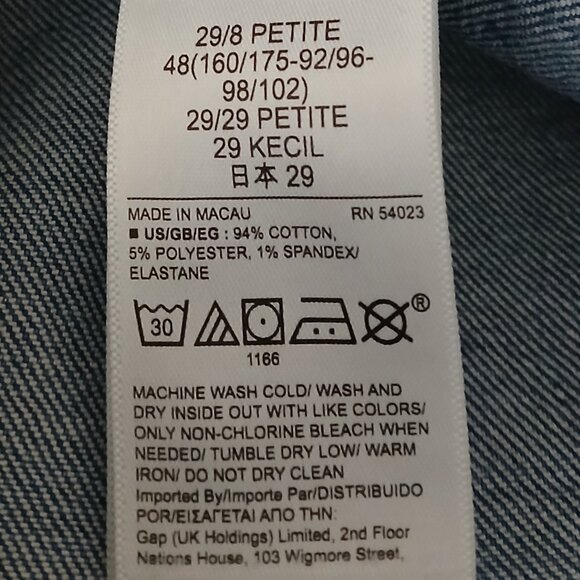 29/8 PETITE
48(160/175-92/96-
98/102)
29/29 PETITE
29 KECIL
日本 29
MADE IN MACAU RN 54023
■ US/GB/EG : 94% COTTON,
5% POLYESTER, 1% SPANDEX/
ELASTANE
30 ®
1166
MACHINE WASH COLD/ WASH AND
DRY INSIDE OUT WITH LIKE COLORS/
ONLY NON-CHLORINE BLEACH WHEN
NEEDED/ TUMBLE DRY LOW/ WARM
IRON/ DO NOT DRY CLEAN
Imported By/Importe Par/DISTRIBUIDO
POR/ΕΙΣΑΓΕΤΑΙ ΑΠΟ ΤΗΝ:
Gap (UK Holdings) Limited, 2nd Floor
Nations House, 103 Wigmore Street,